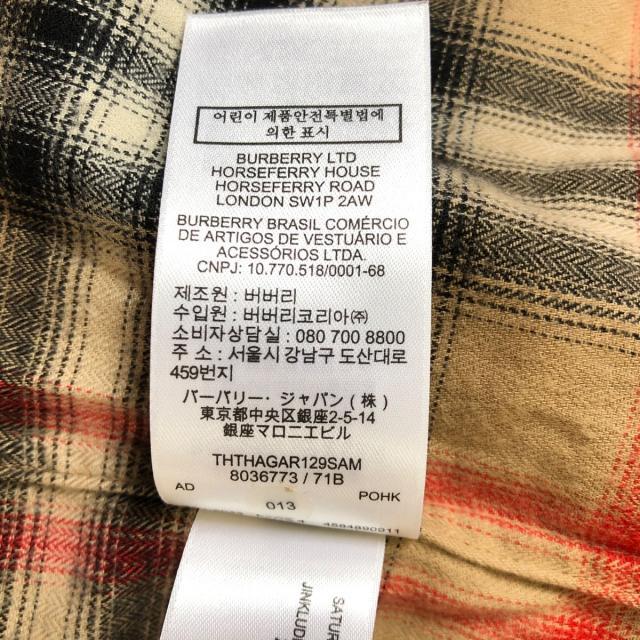 어린이 제품안전특별법에
의한 표시
BURBERRY LTD
HORSEFERRY HOUSE
HORSEFERRY ROAD
LONDON SW1P 2AW
BURBERRY BRASIL COMÉRCIO
DE ARTIGOS DE VESTUÁRIO E
ACESSÓRIOS LTDA.
CNPJ: 10.770.518/0001-68
제조원 : 버버리
수입원 : 버버리코리아㈜
소비자상담실 : 080 700 8800
주 소 : 서울시 강남구 도산대로
459번지
バーバリー・ジャパン(株)
東京都中央区銀座2-5-14
銀座マロニエビル
THTHAGAR129SAM
8036773 / 71B
AD POHK
013
SATUR
JINKLUDI